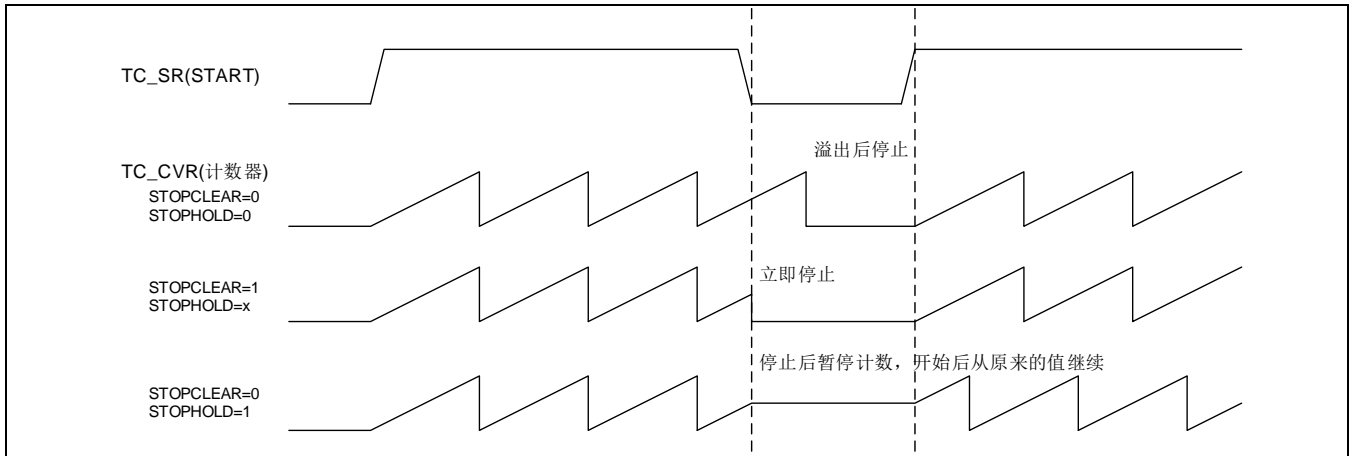 TC_SR(START)
溢出后停止
TC_CVR(计数器)
STOPCLEAR=0
STOPHOLD=0
立即停止
STOPCLEAR=1
STOPHOLD=x
停止后暂停计数，开始后从原来的值继续
STOPCLEAR=0
STOPHOLD=1